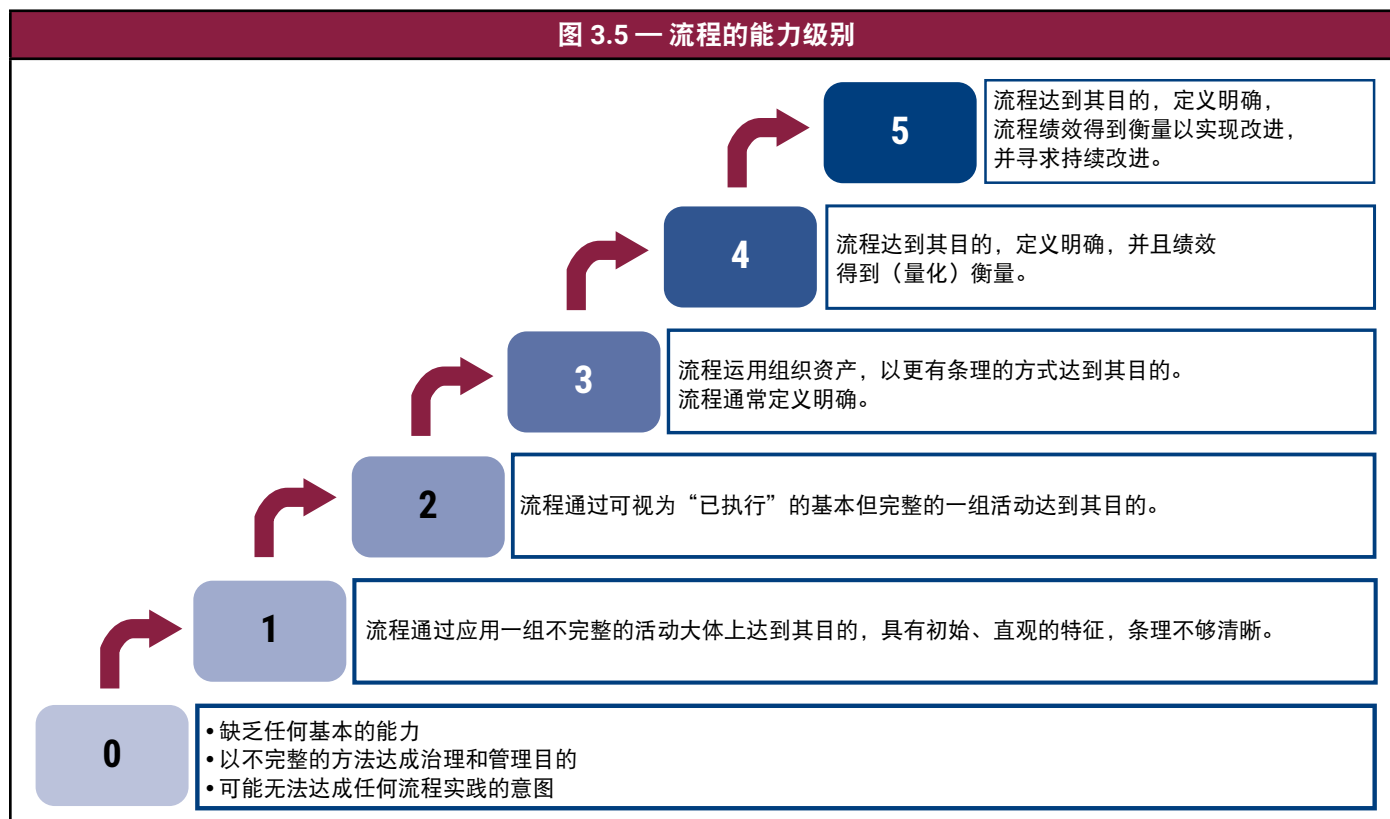 图 3.5 — 流程的能力级别
5
流程达到其目的，定义明确，
流程绩效得到衡量以实现改进，
并寻求持续改进。
4
流程达到其目的，定义明确，并且绩效
得到（量化）衡量。
3
流程运用组织资产，以更有条理的方式达到其目的。
流程通常定义明确。
2
流程通过可视为“已执行”的基本但完整的一组活动达到其目的。
1
流程通过应用一组不完整的活动大体上达到其目的，具有初始、直观的特征，条理不够清晰。
0
• 缺乏任何基本的能力
• 以不完整的方法达成治理和管理目的
• 可能无法达成任何流程实践的意图